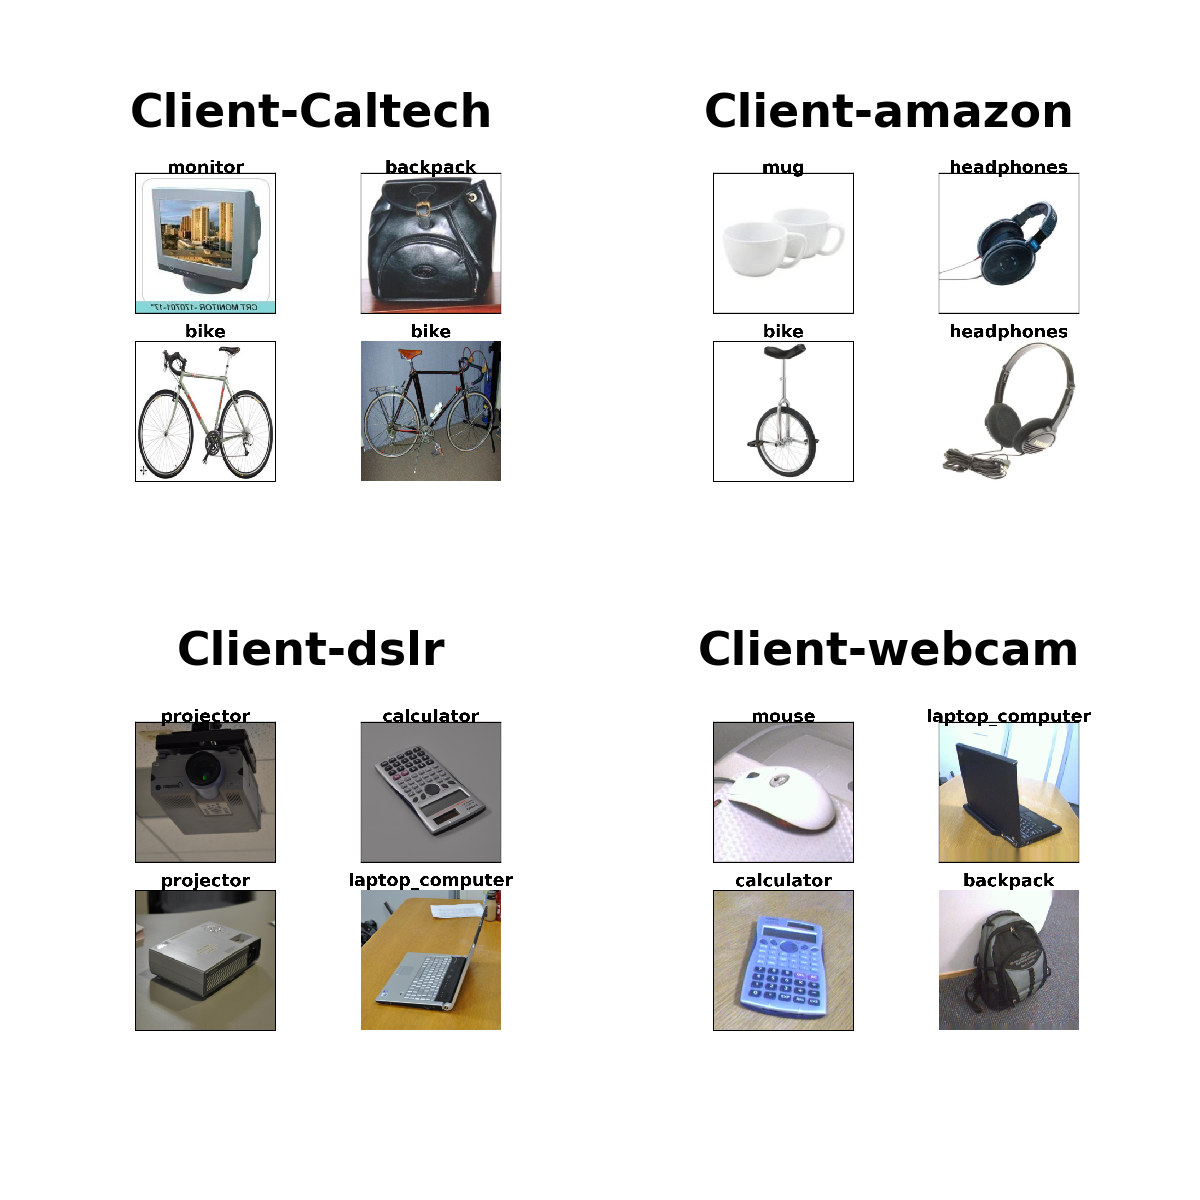 Client-Caltech
monitor
backpack
CRT MONITOR - 170701-17"
bike
bike
Client-amazon
mug
headphones
bike
headphones
Client-dslr
projector
calculator
projector
laptop_computer
Client-webcam
mouse
laptop_computer
calculator
backpack